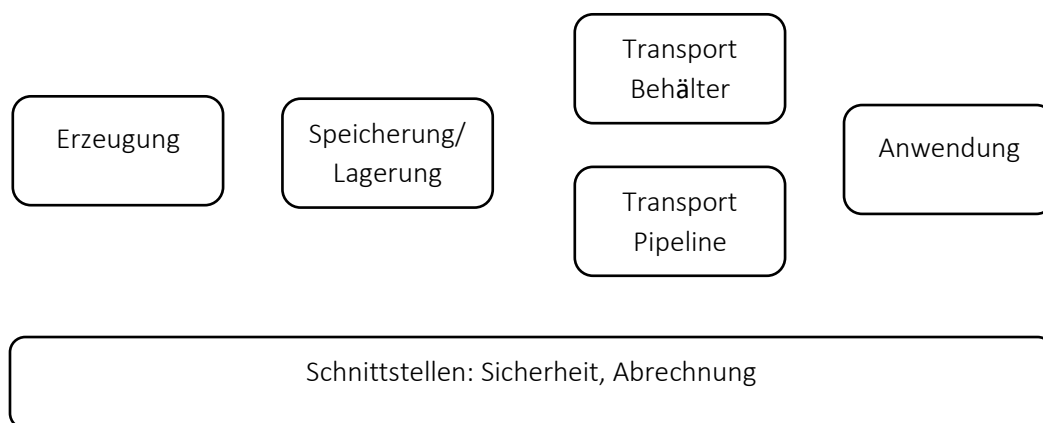 Erzeugung
Speicherung/
Lagerung
Transport
Behälter
Transport
Pipeline
Anwendung
Schnittstellen: Sicherheit, Abrechnung